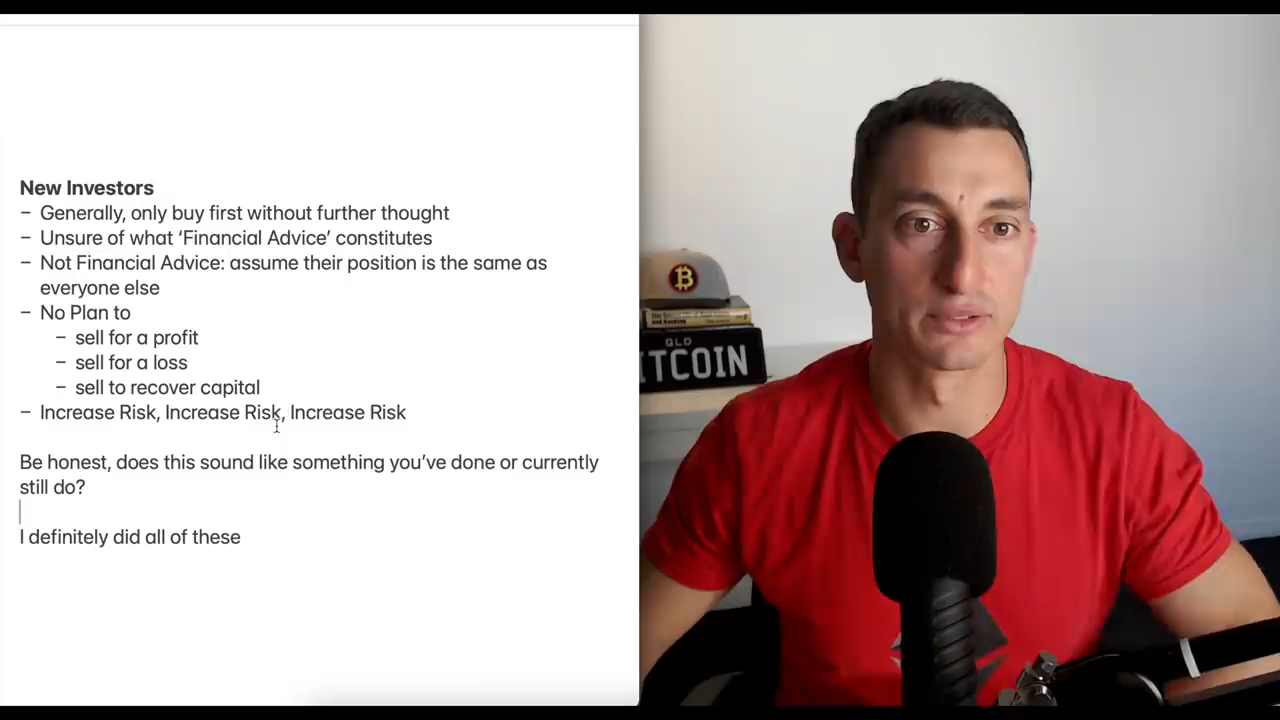 New Investors
– Generally, only buy first without further thought
– Unsure of what ‘Financial Advice’ constitutes
– Not Financial Advice: assume their position is the same as
everyone else
– No Plan to
– sell for a profit
– sell for a loss
– sell to recover capital
– Increase Risk, Increase Risk, Increase Risk
Be honest, does this sound like something you’ve done or currently
still do?
I definitely did all of these
QLD
ITCOIN